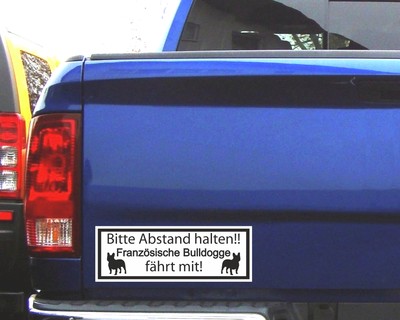 Bitte Abstand halten!!
Französische Bulldogge
fährt mit!